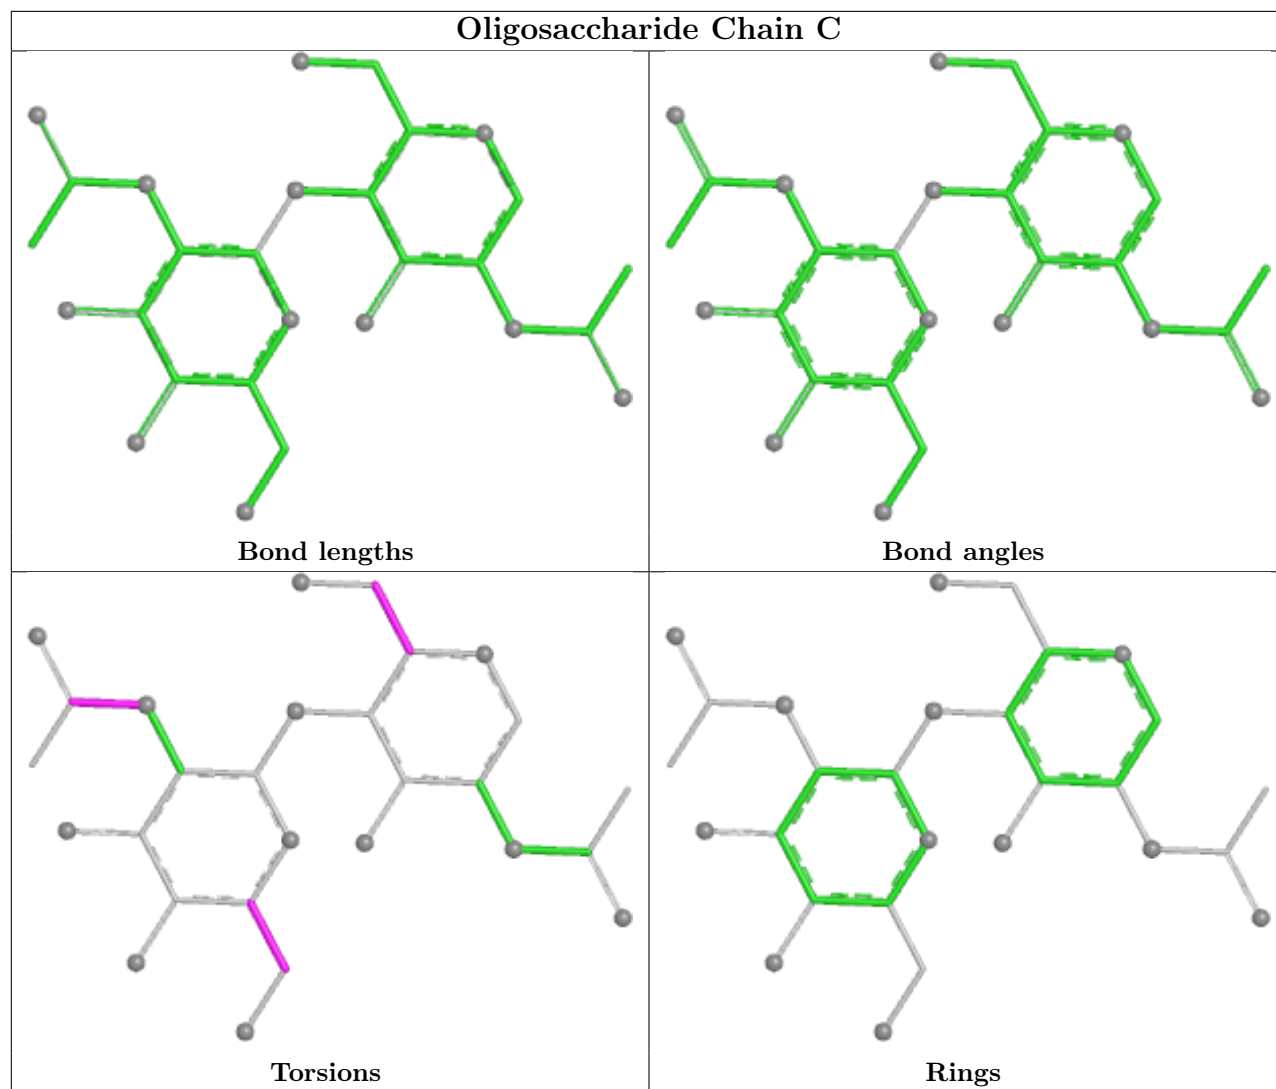 Oligosaccharide Chain C
Bond lengths
Bond angles
Torsions
Rings